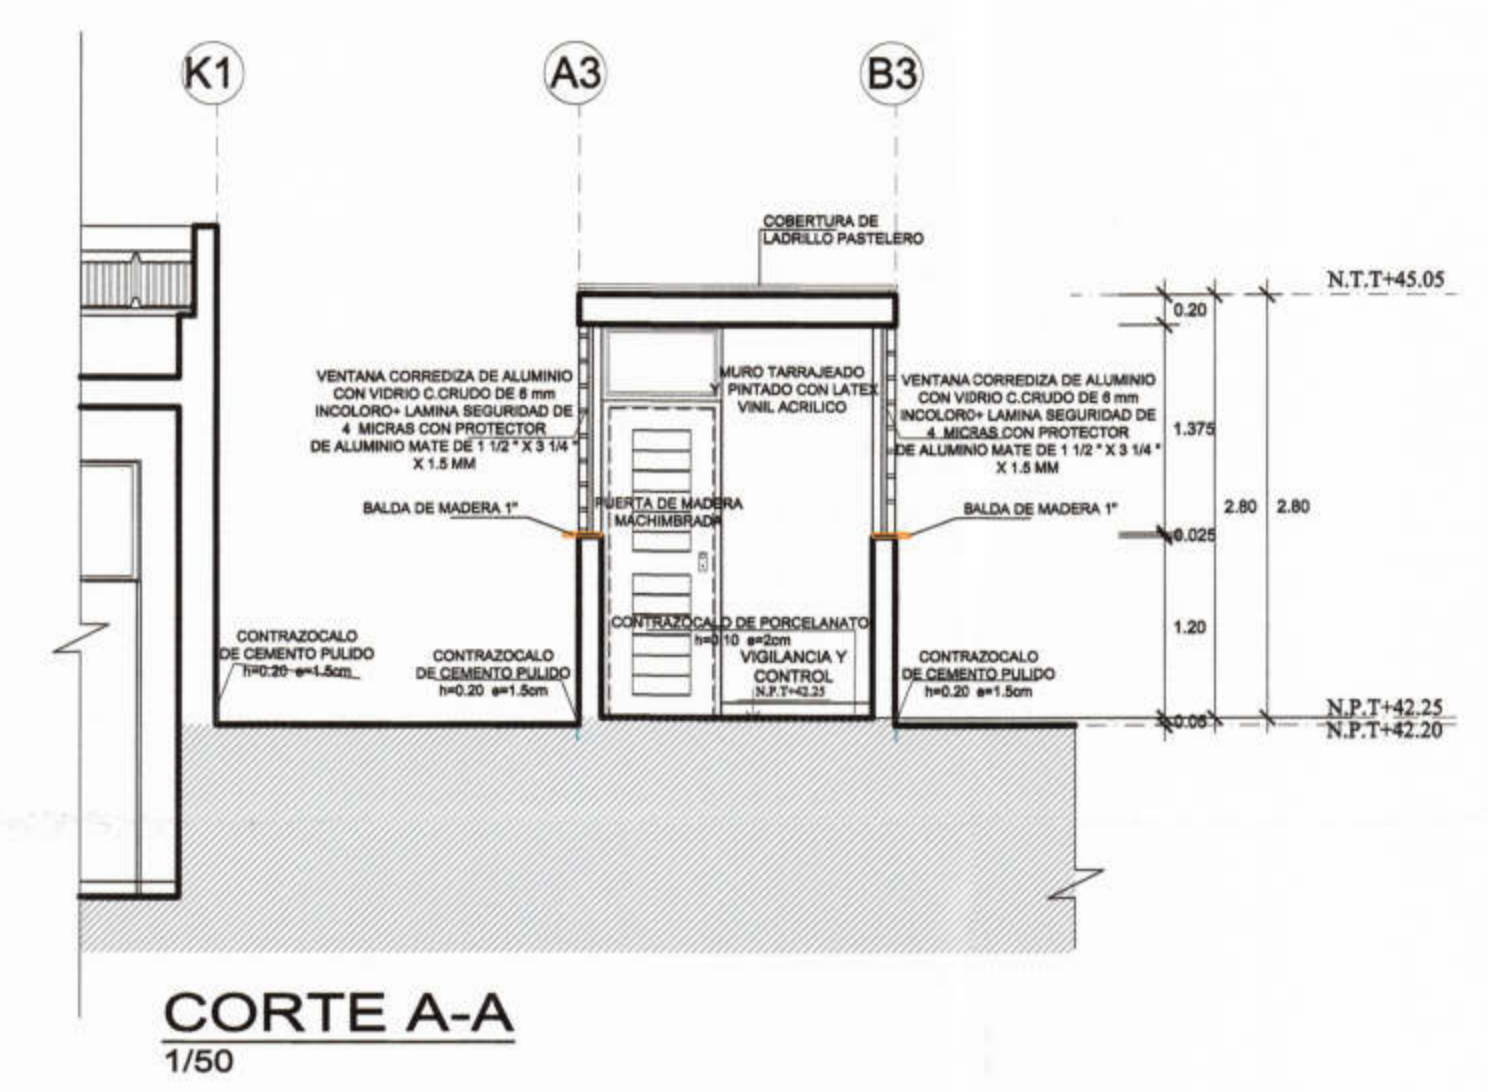 K1
A3
B3
COBERTURA DE
LADRILLO PASTELERO
N.T.T+45.05
0.20
VENTANA CORREDIZA DE ALUMINIO
CON VIDRIO C.CRUDO DE 6 mm
INCOLORO+ LAMINA SEGURIDAD DE
4 MICRAS CON PROTECTOR
DE ALUMINIO MATE DE 1 1/2 " X 3 1/4 "
X 1.5 MM
MURO TARRAJEADO
Y PINTADO CON LATEX
VINIL ACRILICO
VENTANA CORREDIZA DE ALUMINIO
CON VIDRIO C.CRUDO DE 6 mm
INCOLORO+ LAMINA SEGURIDAD DE
4 MICRAS CON PROTECTOR
DE ALUMINIO MATE DE 1 1/2 " X 3 1/4 "
X 1.5 MM
1.375
BALDA DE MADERA 1"
PUERTA DE MADERA
MACHIMBRADA
BALDA DE MADERA 1"
2.80
2.80
0.025
CONTRAZOCALO
DE CEMENTO PULIDO
h=0.20 e=1.5cm
CONTRAZOCALO
DE CEMENTO PULIDO
h=0.20 e=1.5cm
CONTRAZOCALO DE PORCELANATO
h=0.10 e=2cm
VIGILANCIA Y
CONTROL
N.P.T+42.25
CONTRAZOCALO
DE CEMENTO PULIDO
h=0.20 e=1.5cm
1.20
0.05
N.P.T+42.25
N.P.T+42.20
CORTE A-A
1/50